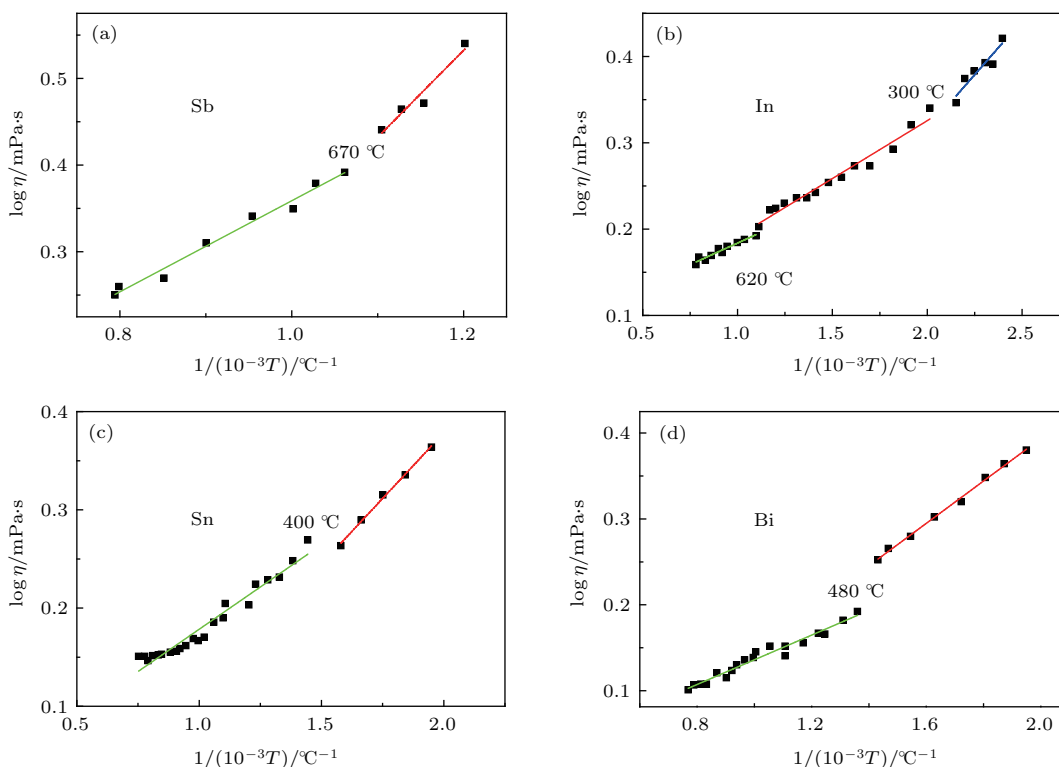 (a)
Sb
670 ℃
0.5
0.4
0.3
log η/mPa·s
0.8
1.0
1.2
1/(10⁻³T)/℃⁻¹
(b)
In
300 ℃
620 ℃
0.4
0.3
0.2
0.1
log η/mPa·s
0.5
1.0
1.5
2.0
2.5
1/(10⁻³T)/℃⁻¹
(c)
Sn
400 ℃
0.4
0.3
0.2
0.1
log η/mPa·s
0.5
1.0
1.5
2.0
1/(10⁻³T)/℃⁻¹
(d)
Bi
480 ℃
0.4
0.3
0.2
0.1
log η/mPa·s
0.8
1.2
1.6
2.0
1/(10⁻³T)/℃⁻¹